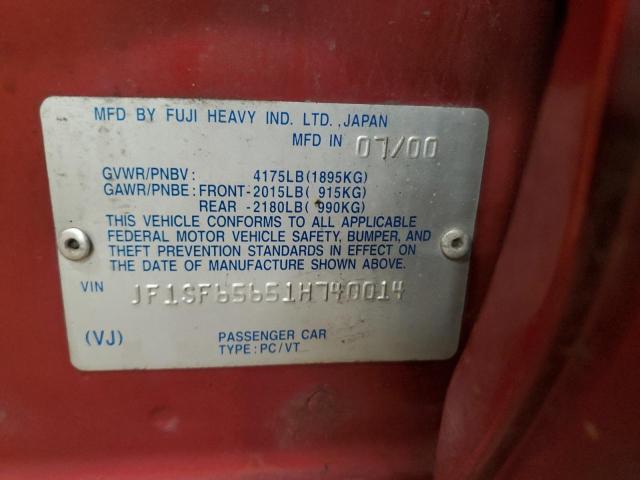 MFD BY FUJI HEAVY IND. LTD., JAPAN
MFD IN 07/00
GVWR/PNBV: 4175LB(1895KG)
GAWR/PNBE: FRONT-2015LB( 915KG)
REAR -2180LB( 990KG)
THIS VEHICLE CONFORMS TO ALL APPLICABLE
FEDERAL MOTOR VEHICLE SAFETY, BUMPER, AND
THEFT PREVENTION STANDARDS IN EFFECT ON
THE DATE OF MANUFACTURE SHOWN ABOVE.
VIN JF1SF65651H740014
(VJ) PASSENGER CAR
TYPE: PC/VT